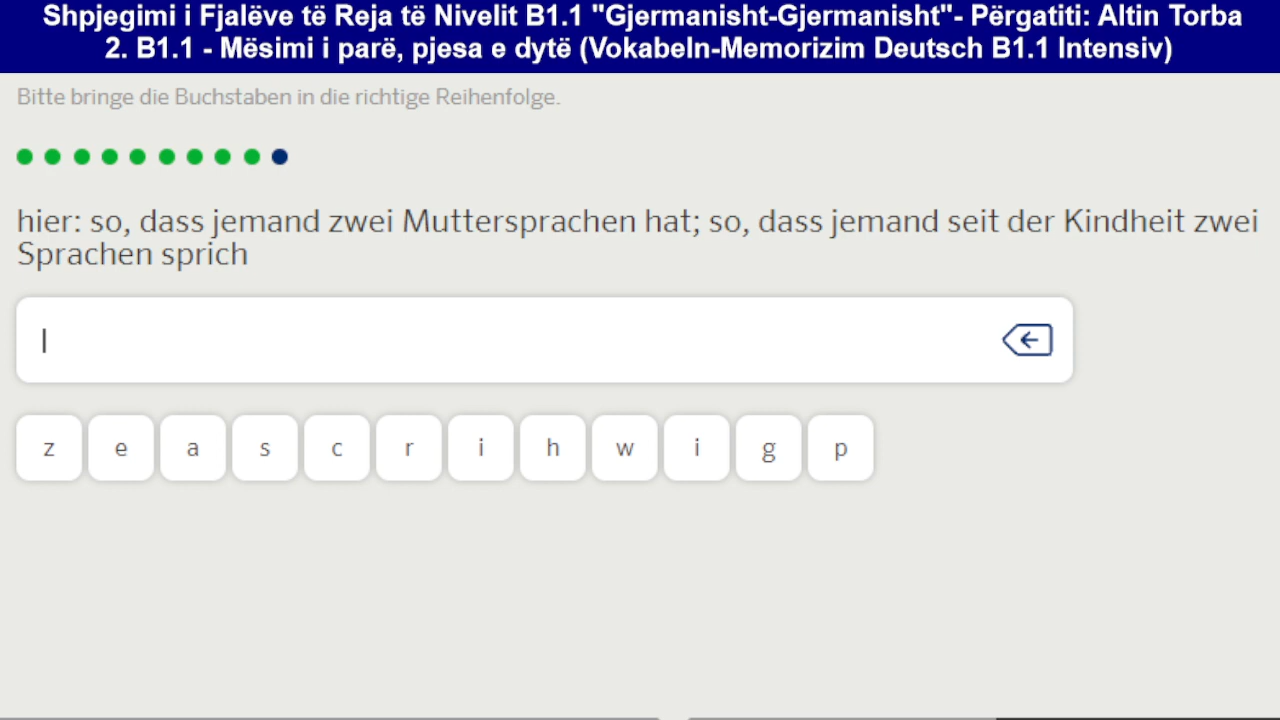 Shpjegimi i Fjalëve të Reja të Nivelit B1.1 "Gjermanisht-Gjermanisht"- Përgatiti: Altin Torba
2. B1.1 - Mësimi i parë, pjesa e dytë (Vokabeln-Memorizim Deutsch B1.1 Intensiv)
Bitte bringe die Buchstaben in die richtige Reihenfolge.
hier: so, dass jemand zwei Muttersprachen hat; so, dass jemand seit der Kindheit zwei
Sprachen sprich
z e a s c r i h w i g p